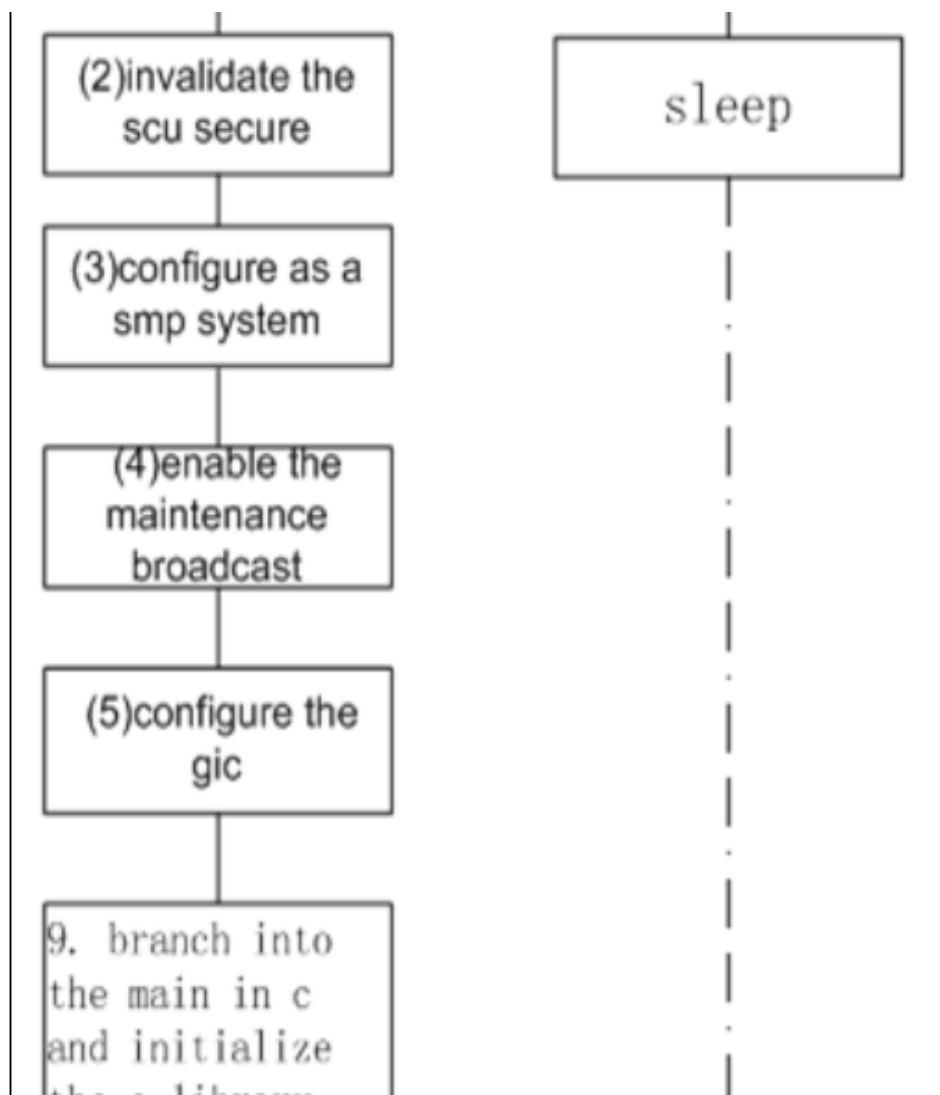 (2)invalidate the
scu secure
sleep
(3)configure as a
smp system
(4)enable the
maintenance
broadcast
(5)configure the
gic
9. branch into
the main in c
and initialize